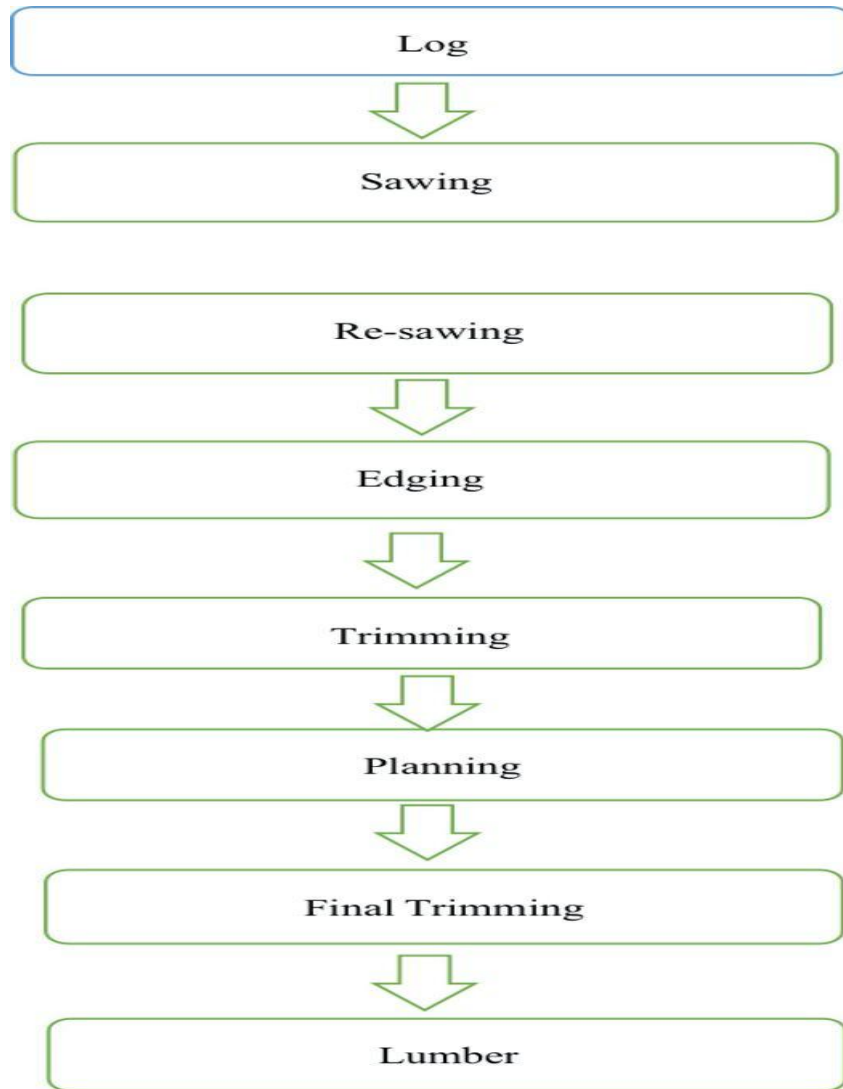 Log
Sawing
Re-sawing
Edging
Trimming
Planning
Final Trimming
Lumber